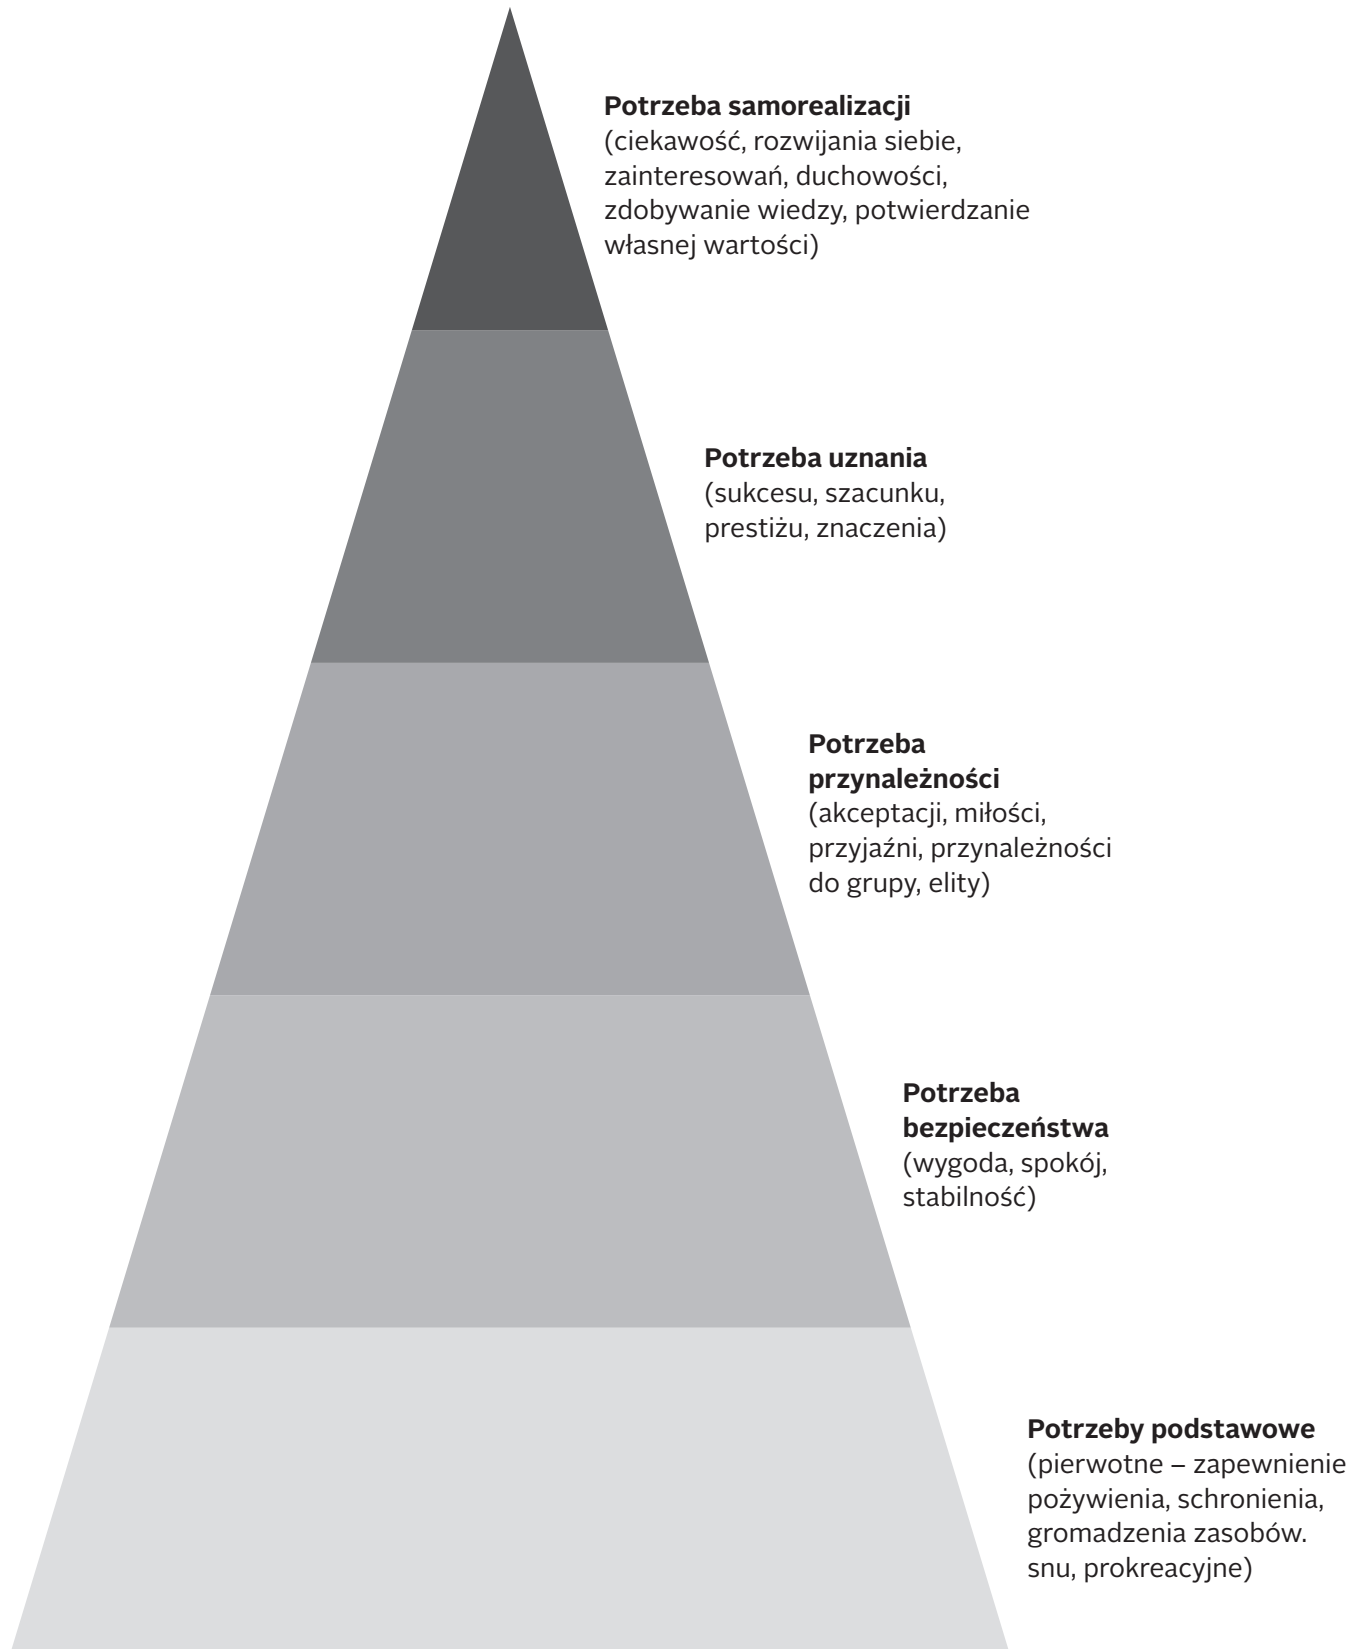 Potrzeba samorealizacji
(ciekawość, rozwijania siebie,
zainteresowań, duchowości,
zdobywanie wiedzy, potwierdzanie
własnej wartości)
Potrzeba uznania
(sukcesu, szacunku,
prestiżu, znaczenia)
Potrzeba
przynależności
(akceptacji, miłości,
przyjaźni, przynależności
do grupy, elity)
Potrzeba
bezpieczeństwa
(wygoda, spokój,
stabilność)
Potrzeby podstawowe
(pierwotne – zapewnienie
pożywienia, schronienia,
gromadzenia zasobów.
snu, prokreacyjne)